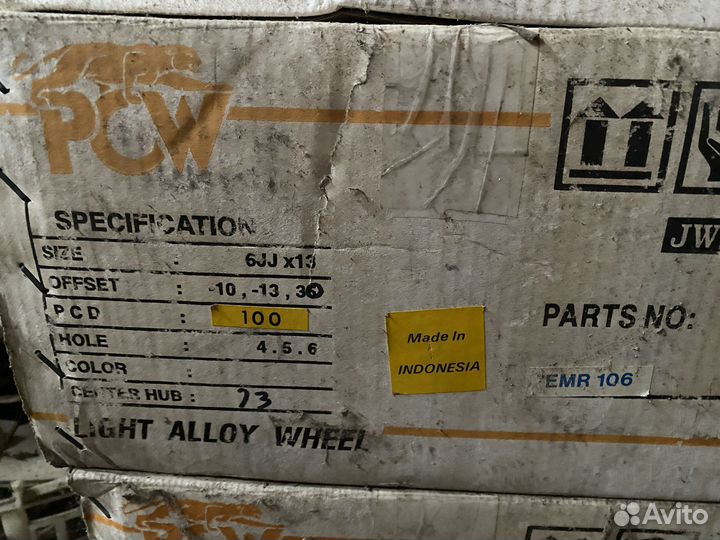 PCW
SPECIFICATION
SIZE : 6JJ x13
OFFSET : -10 , -13 , 30
P C D : 100
HOLE : 4.5.6
COLOR :
CENTER HUB : 73
LIGHT ALLOY WHEEL
Made In
INDONESIA
JW
PARTS NO:
EMR 106
Avito